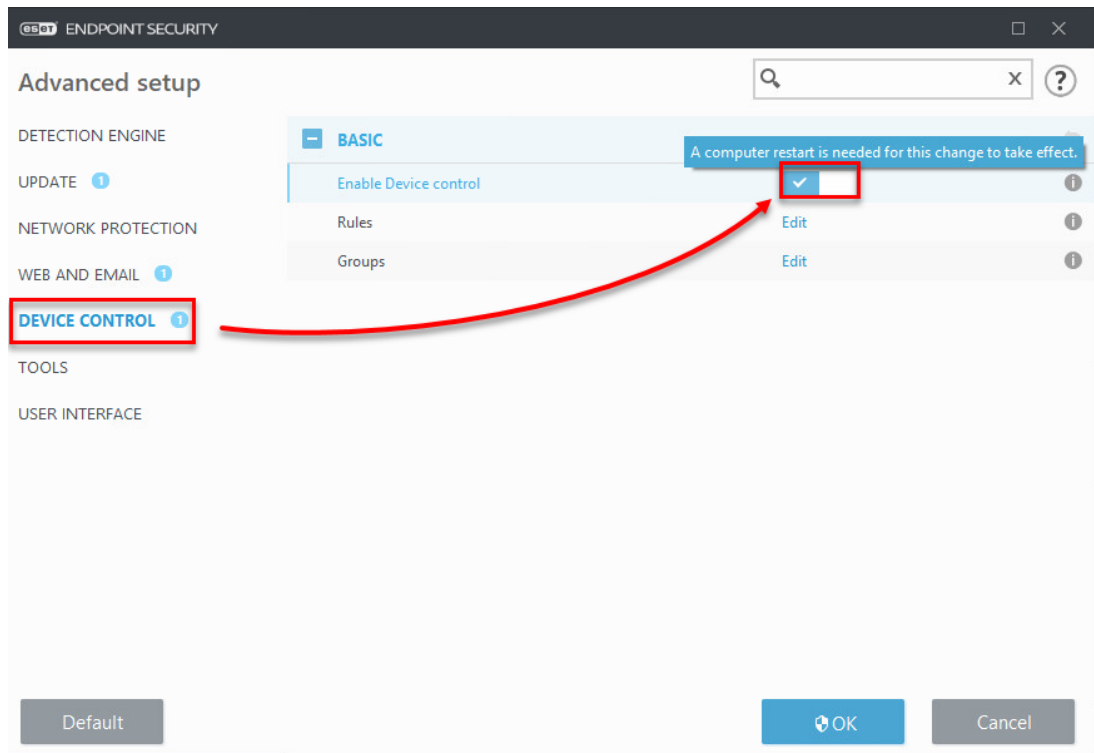 eset ENDPOINT SECURITY
Advanced setup
x
?
DETECTION ENGINE
BASIC
A computer restart is needed for this change to take effect.
UPDATE 1
Enable Device control
NETWORK PROTECTION
Rules
Edit
WEB AND EMAIL 1
Groups
Edit
DEVICE CONTROL 1
TOOLS
USER INTERFACE
Default
OK
Cancel